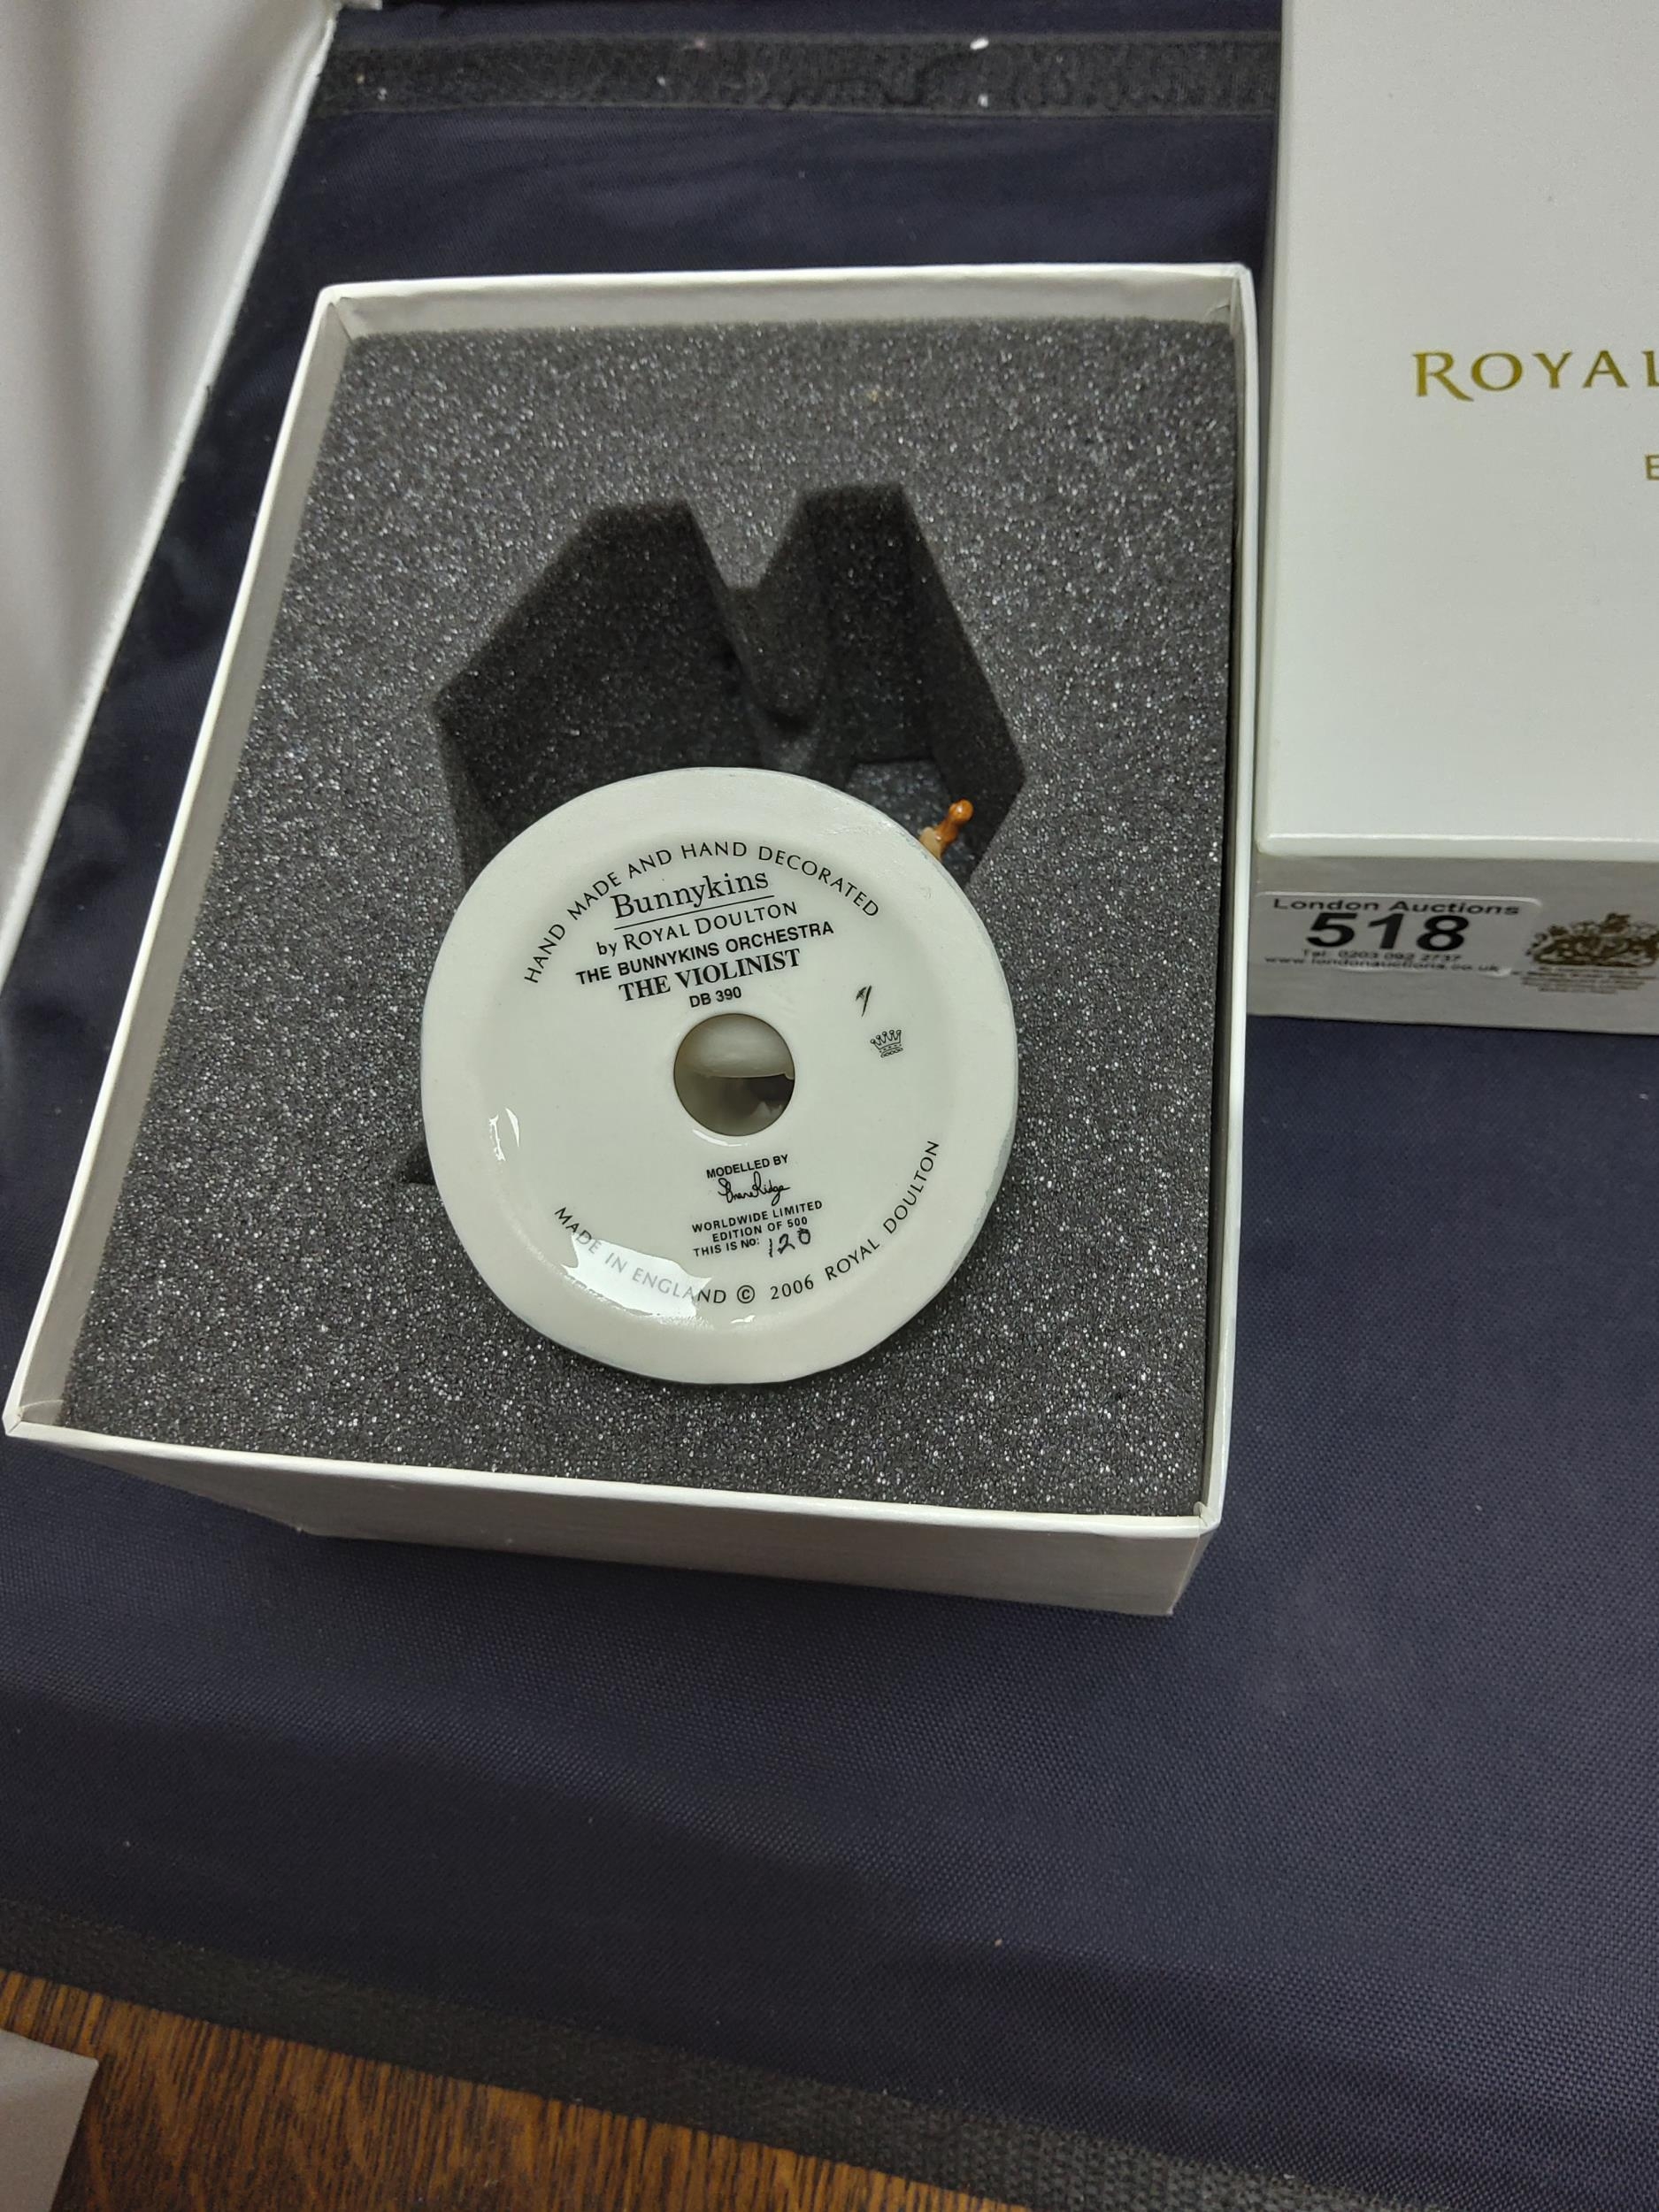 HAND MADE AND HAND DECORATED
Bunnykins
by ROYAL DOULTON
THE BUNNYKINS ORCHESTRA
THE VIOLINIST
DB 390
MODELLED BY
WORLDWIDE LIMITED
EDITION OF 500
THIS IS NO: 120
MADE IN ENGLAND © 2006 ROYAL DOULTON
ROYAL
London Auctions
518
Tel: 0203 092 2737
www.londonauctions.co.uk